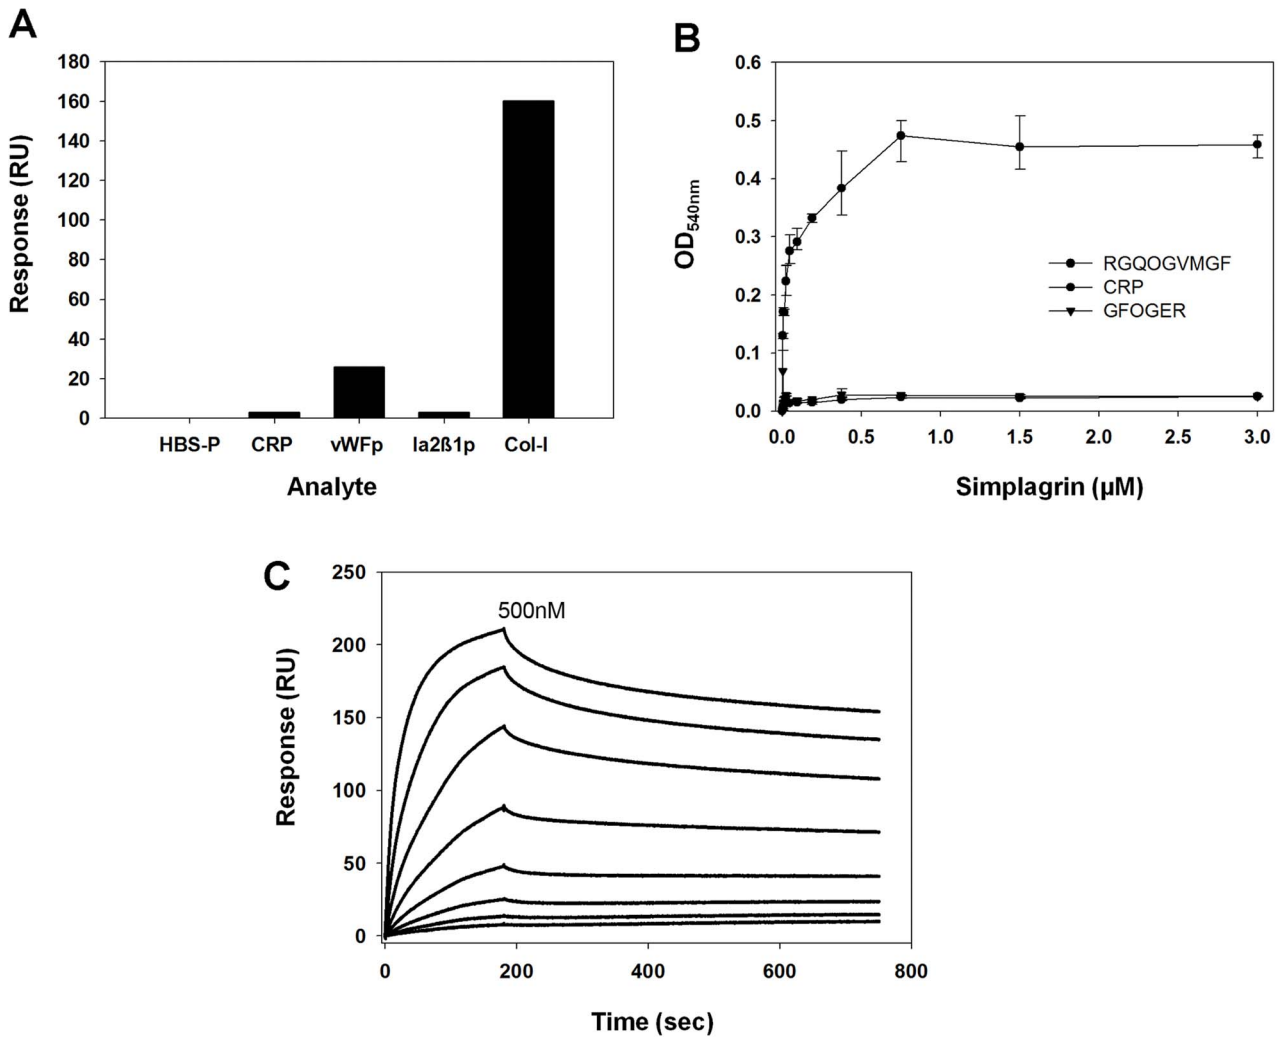 A
180
160
140
120
100
80
60
40
20
0
Response (RU)
HBS-P CRP vWFp Ia2ß1p Col-I
Analyte
B
0.6
0.5
0.4
0.3
0.2
0.1
0.0
OD540nm
RGQOGVMGF
CRP
GFOGER
0.0 0.5 1.0 1.5 2.0 2.5 3.0
Simplagrin (µM)
C
250
200
150
100
50
0
Response (RU)
500nM
0 200 400 600 800
Time (sec)